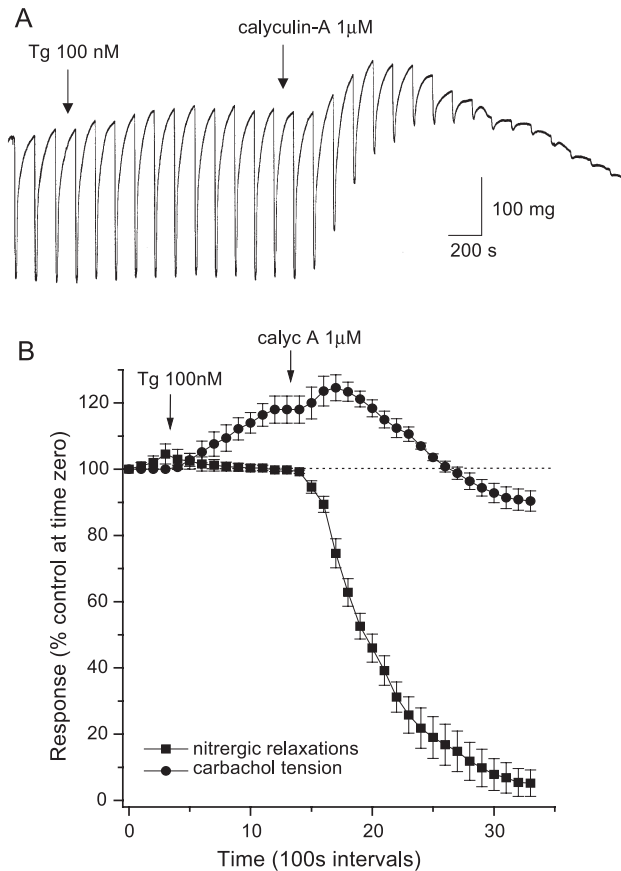 A
Tg 100 nM
calyculin-A 1μM
100 mg
200 s
B
calyc A 1μM
Tg 100nM
120
100
80
60
40
20
0
Response (% control at time zero)
nitrergic relaxations
carbachol tension
0
10
20
30
Time (100s intervals)